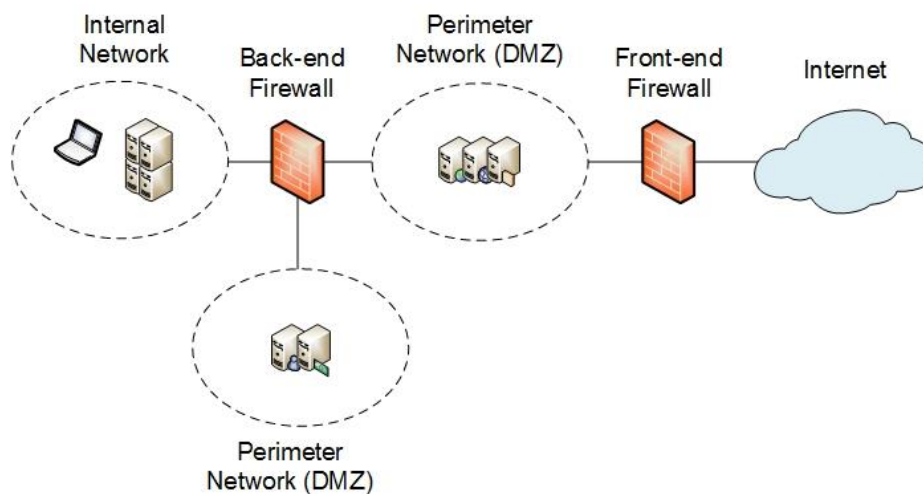 Internal
Network
Back-end
Firewall
Perimeter
Network (DMZ)
Front-end
Firewall
Internet
Perimeter
Network (DMZ)